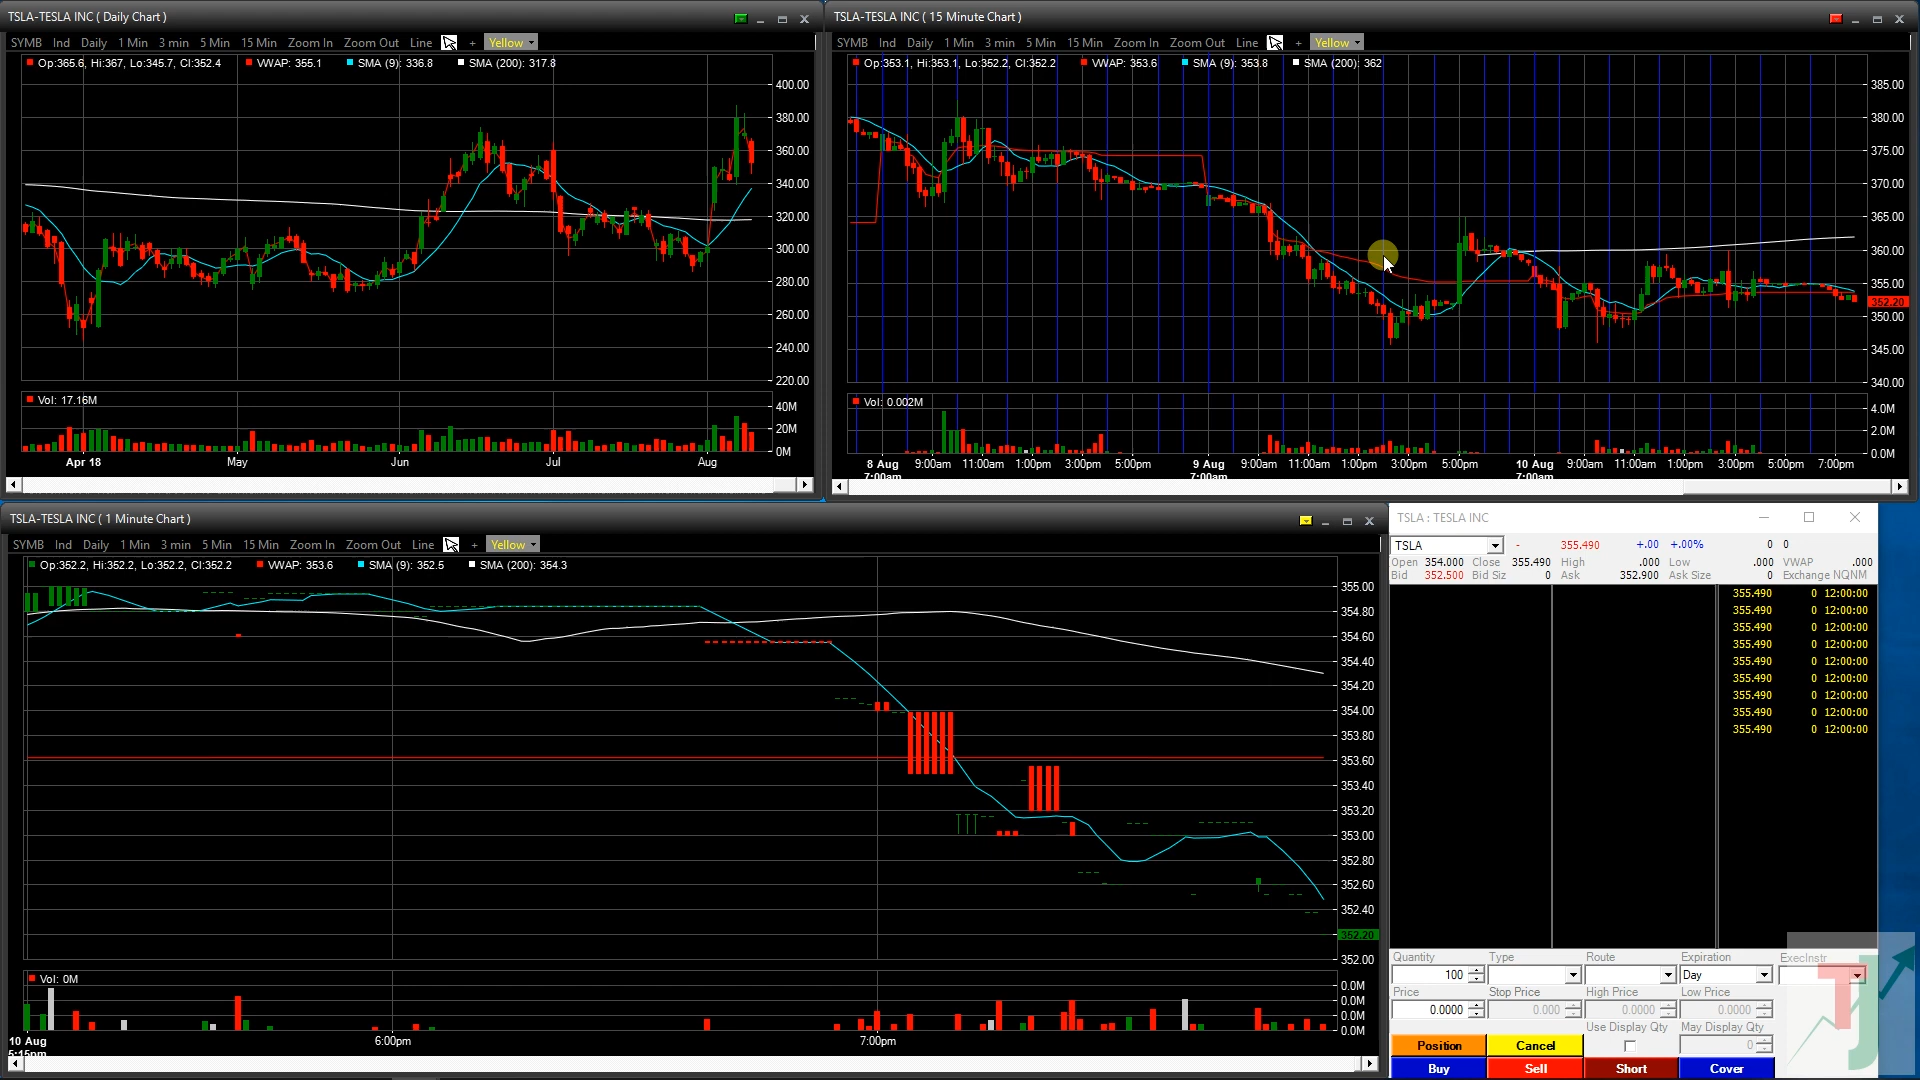 TSLA-TESLA INC ( Daily Chart )
SYMB Ind Daily 1 Min 3 min 5 Min 15 Min Zoom In Zoom Out Line + Yellow
Op:365.6, Hi:367, Lo:345.7, Cl:352.4 VWAP: 355.1 SMA (9): 336.8 SMA (200): 317.8
400.00
380.00
360.00
340.00
320.00
300.00
280.00
260.00
240.00
220.00
Vol: 17.16M
40M
20M
0M
Apr 18 May Jun Jul Aug
TSLA-TESLA INC ( 15 Minute Chart )
SYMB Ind Daily 1 Min 3 min 5 Min 15 Min Zoom In Zoom Out Line + Yellow
Op:353.1, Hi:353.1, Lo:352.2, Cl:352.2 VWAP: 353.6 SMA (9): 353.8 SMA (200): 362
385.00
380.00
375.00
370.00
365.00
360.00
355.00
352.20
350.00
345.00
340.00
Vol: 0.002M
4.0M
2.0M
0.0M
8 Aug 9:00am 11:00am 1:00pm 3:00pm 5:00pm 9 Aug 9:00am 11:00am 1:00pm 3:00pm 5:00pm 10 Aug 9:00am 11:00am 1:00pm 3:00pm 5:00pm 7:00pm
7:00am 7:00am 7:00am
TSLA-TESLA INC ( 1 Minute Chart )
SYMB Ind Daily 1 Min 3 min 5 Min 15 Min Zoom In Zoom Out Line + Yellow
Op:352.2, Hi:352.2, Lo:352.2, Cl:352.2 VWAP: 353.6 SMA (9): 352.5 SMA (200): 354.3
355.00
354.80
354.60
354.40
354.20
354.00
353.80
353.60
353.40
353.20
353.00
352.80
352.60
352.40
352.20
352.00
Vol: 0M
0.0M
0.0M
0.0M
0.0M
10 Aug 6:00pm 7:00pm
5:15pm
TSLA : TESLA INC
TSLA - 355.490 +.00 +.00% 0 0
Open 354.000 Close 355.490 High .000 Low .000 VWAP .000
Bid 352.500 Bid Siz 0 Ask 352.900 Ask Size 0 Exchange NQNM
355.490 0 12:00:00
355.490 0 12:00:00
355.490 0 12:00:00
355.490 0 12:00:00
355.490 0 12:00:00
355.490 0 12:00:00
355.490 0 12:00:00
355.490 0 12:00:00
355.490 0 12:00:00
Quantity Type Route Expiration ExecInstr
100 Day
Price Stop Price High Price Low Price
0.0000 0.000 0.0000 0.0000
Use Display Qty May Display Qty
Position Cancel 0
Buy Sell Short Cover
TJ